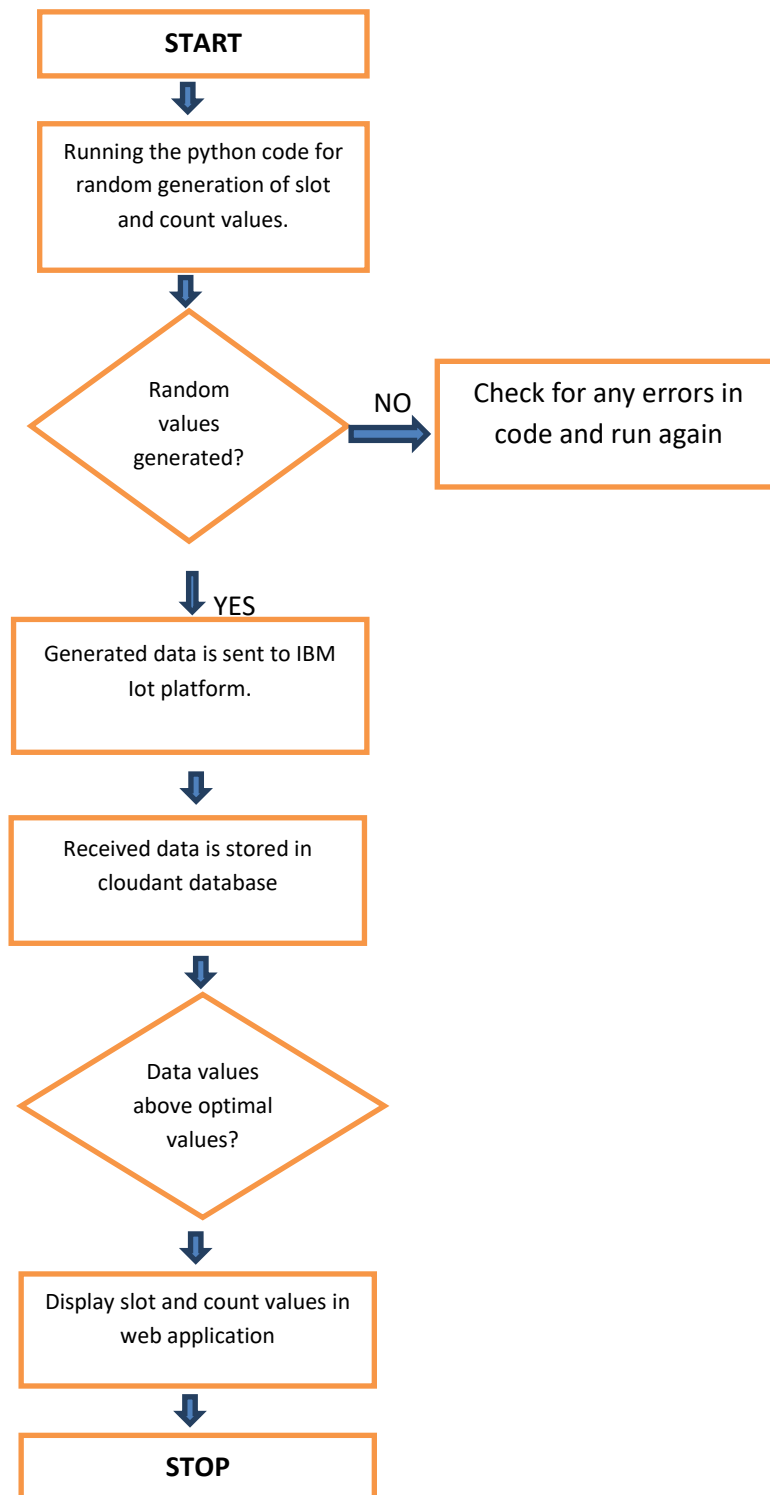 START
Running the python code for
random generation of slot
and count values.
Random
values
generated?
NO
Check for any errors in
code and run again
YES
Generated data is sent to IBM
Iot platform.
Received data is stored in
cloudant database
Data values
above optimal
values?
Display slot and count values in
web application
STOP